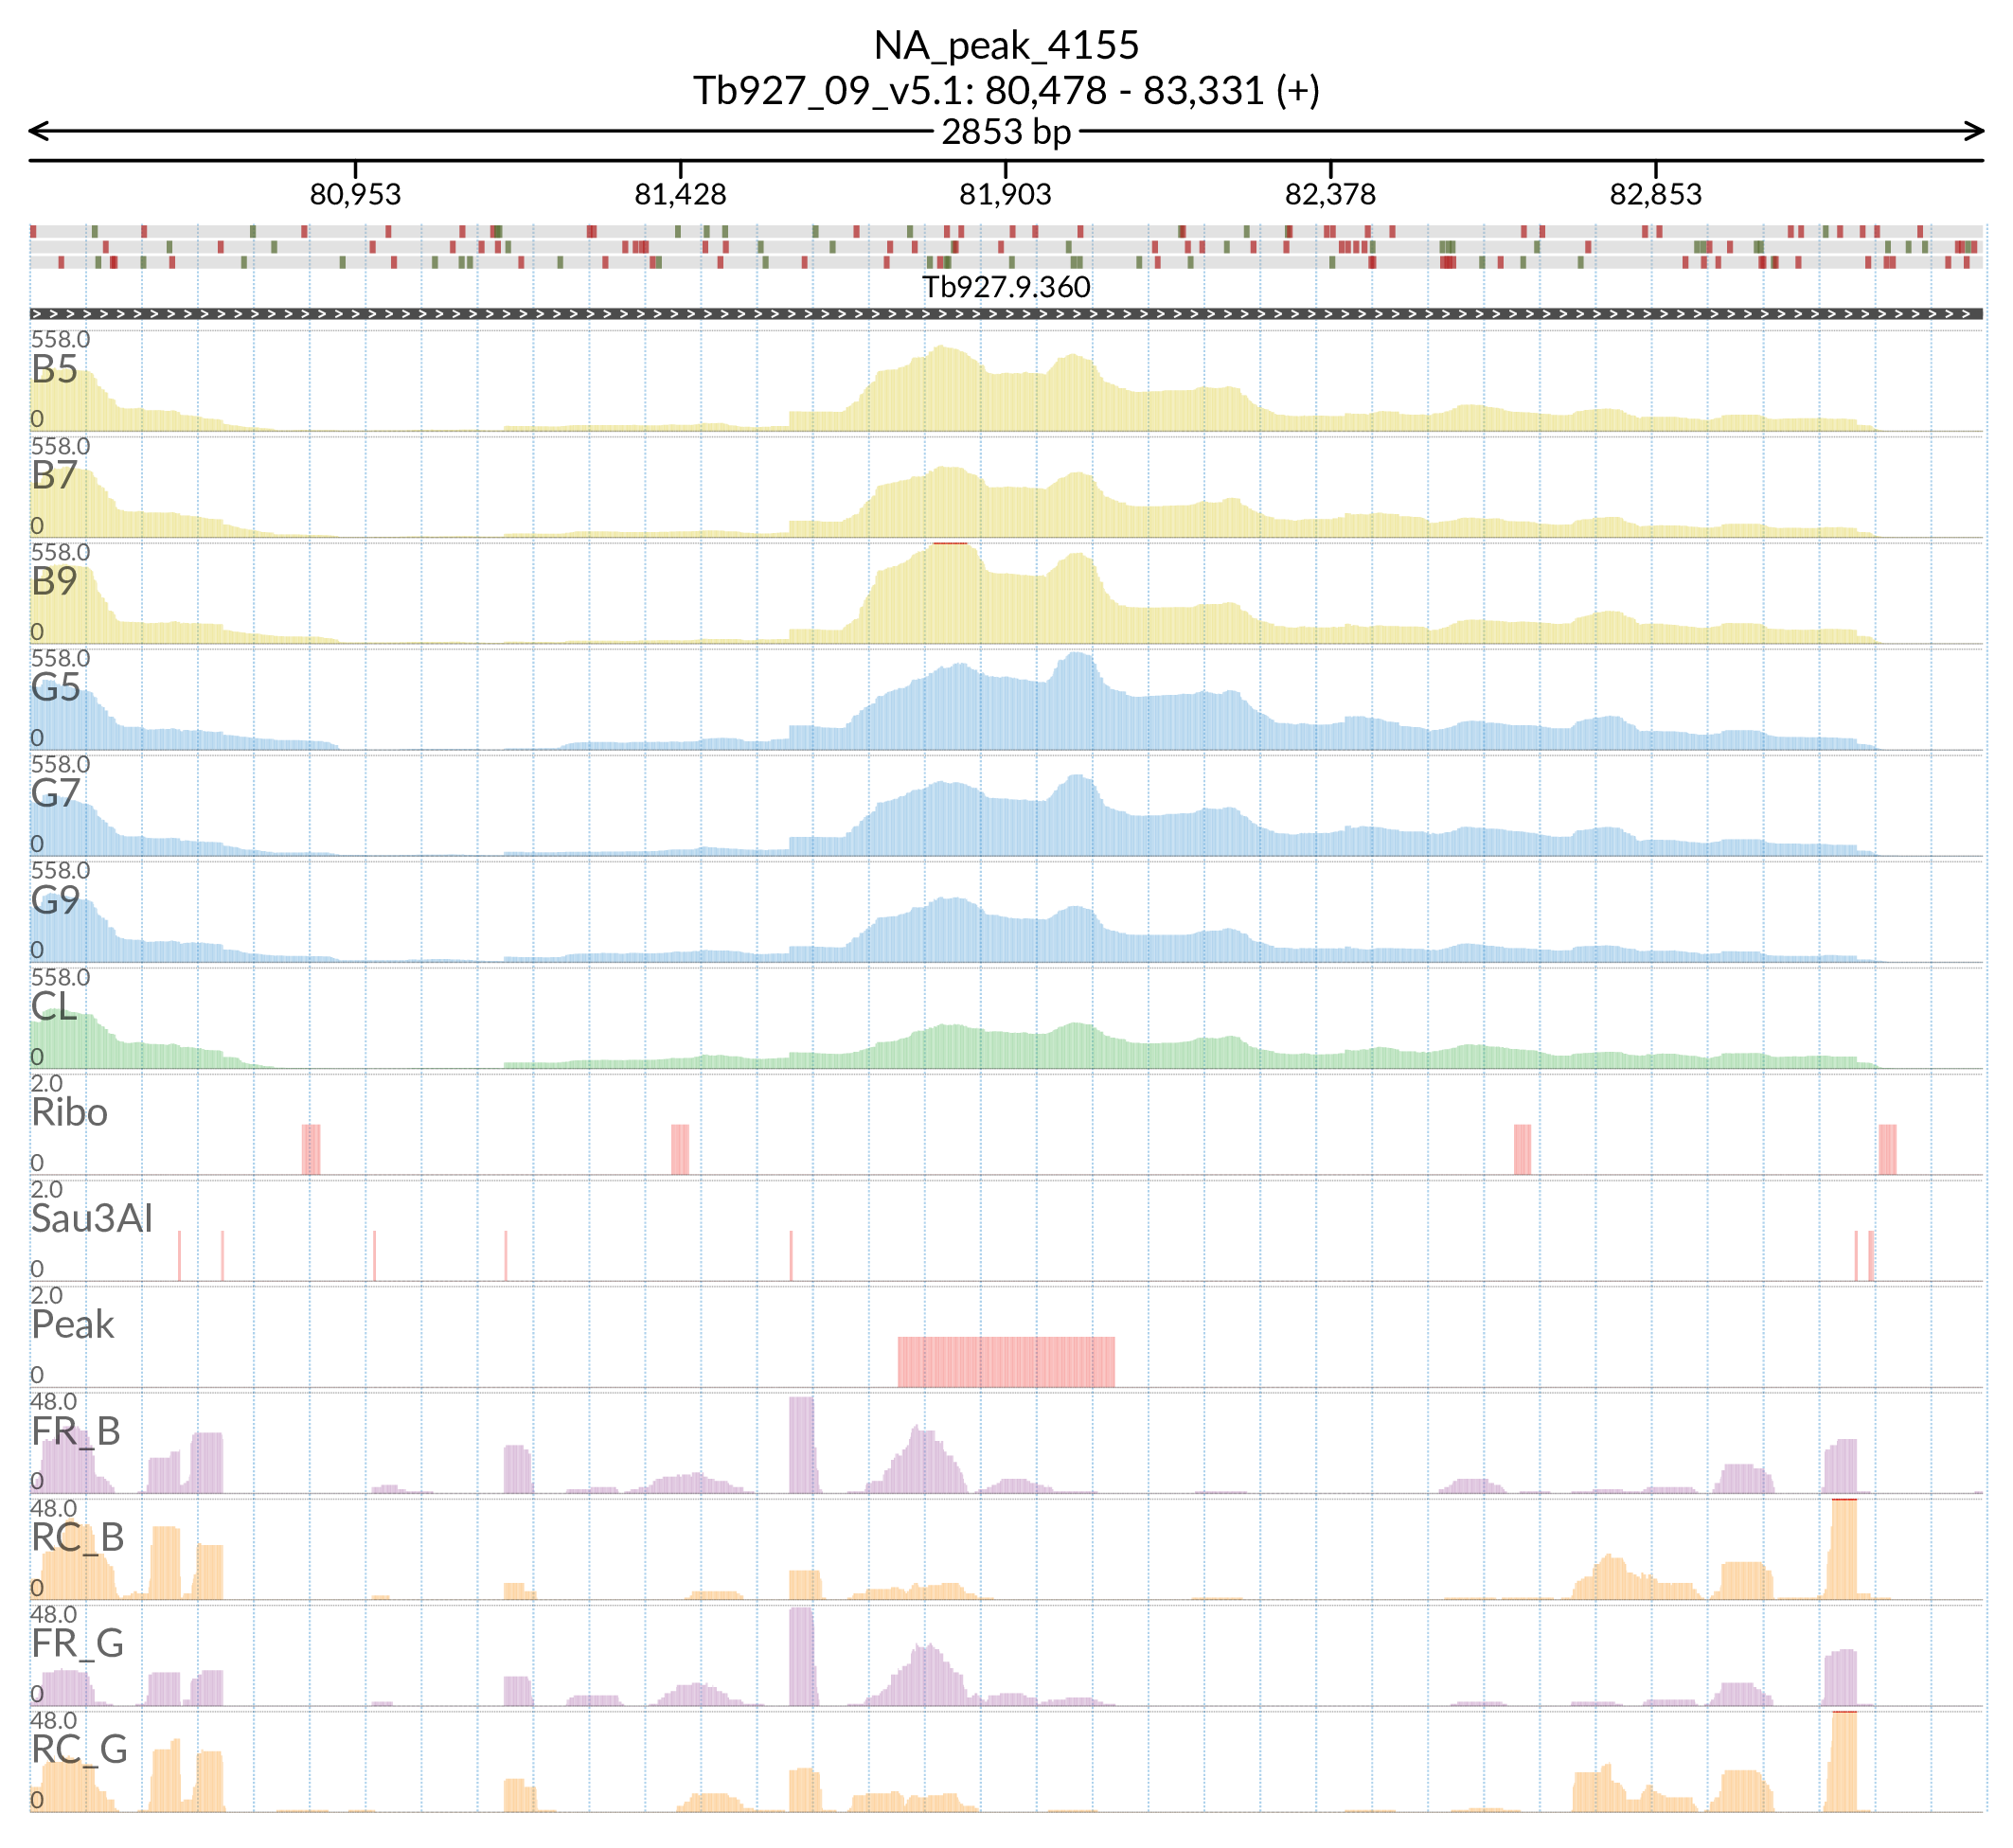 NA_peak_4155
Tb927_09_v5.1: 80,478 - 83,331 (+)
2853 bp
80,953 81,428 81,903 82,378 82,853
Tb927.9.360
558.0
B5
0
558.0
B7
0
558.0
B9
0
558.0
G5
0
558.0
G7
0
558.0
G9
0
558.0
CL
0
2.0
Ribo
0
2.0
Sau3AI
0
2.0
Peak
0
48.0
FR_B
0
48.0
RC_B
0
48.0
FR_G
0
48.0
RC_G
0